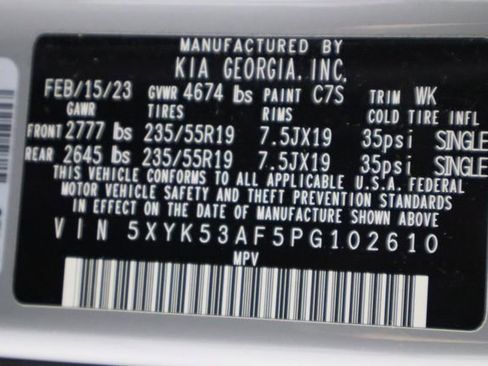 MANUFACTURED BY
KIA GEORGIA, INC.
FEB/15/23 GVWR 4674 lbs PAINT C7S TRIM WK
GAWR TIRES RIMS COLD TIRE INFL
FRONT 2777 lbs 235/55R19 7.5JX19 35psi SINGLE
REAR 2645 lbs 235/55R19 7.5JX19 35psi SINGLE
THIS VEHICLE CONFORMS TO ALL APPLICABLE U.S.A. FEDERAL
MOTOR VEHICLE SAFETY AND THEFT PREVENTION STANDARDS
IN EFFECT ON THE DATE OF MANUFACTURE SHOWN ABOVE.
VIN 5XYK53AF5PG102610
MPV